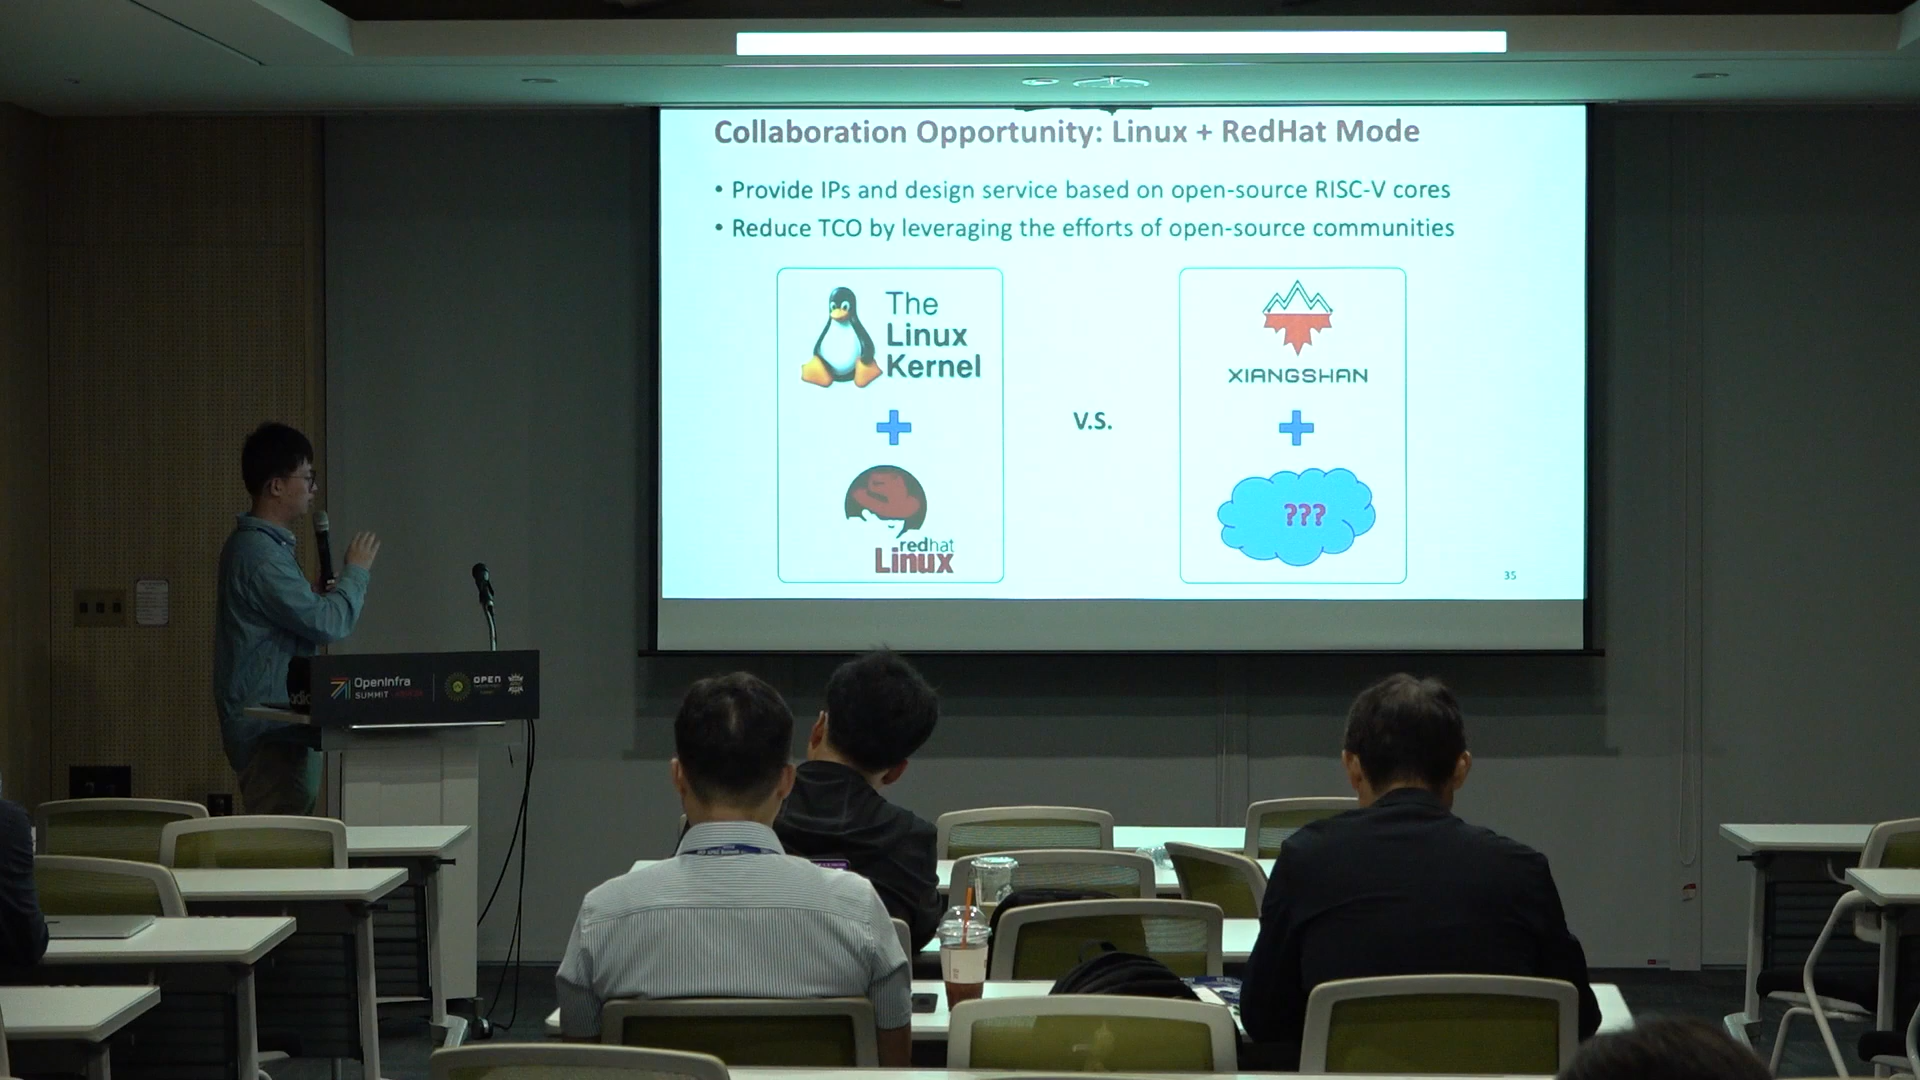 Collaboration Opportunity: Linux + RedHat Mode
• Provide IPs and design service based on open-source RISC-V cores
• Reduce TCO by leveraging the efforts of open-source communities
The
Linux
Kernel
redhat
Linux
V.S.
XIANGSHAN
???
35
OpenInfra
SUMMIT
OPEN